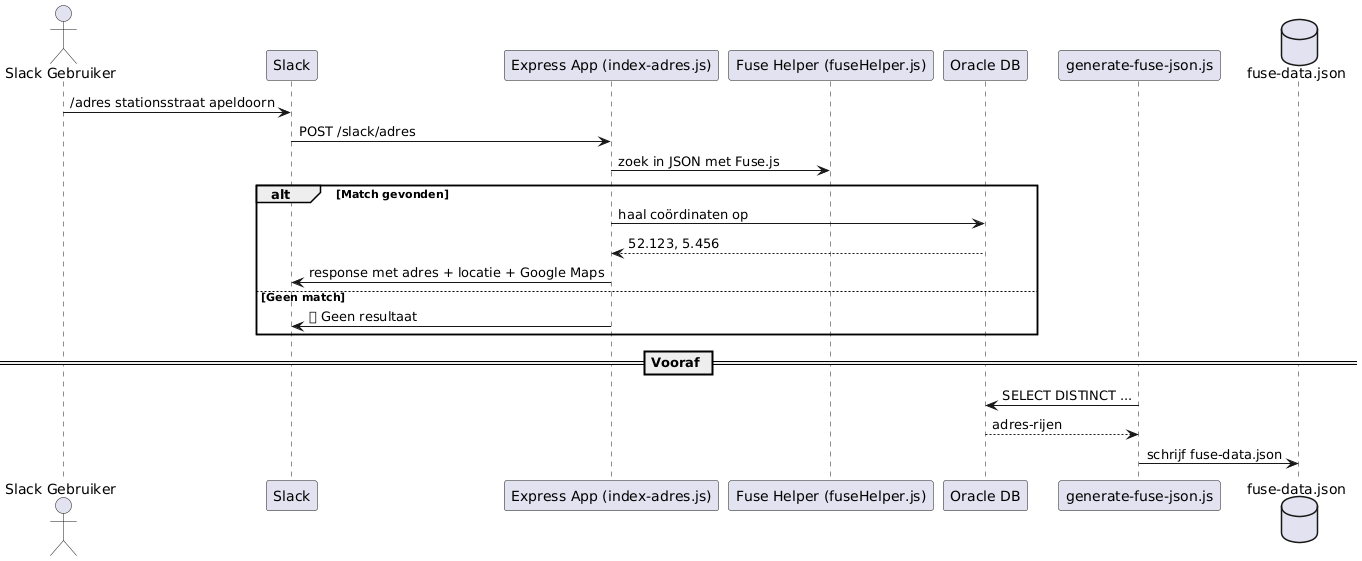 Slack Gebruiker
Slack
Express App (index-adres.js)
Fuse Helper (fuseHelper.js)
Oracle DB
generate-fuse-json.js
fuse-data.json
/adres stationsstraat apeldoorn
POST /slack/adres
zoek in JSON met Fuse.js
alt
[Match gevonden]
haal coördinaten op
52.123, 5.456
response met adres + locatie + Google Maps
[Geen match]
Geen resultaat
Vooraf
SELECT DISTINCT ...
adres-rijen
schrijf fuse-data.json
Slack Gebruiker
Slack
Express App (index-adres.js)
Fuse Helper (fuseHelper.js)
Oracle DB
generate-fuse-json.js
fuse-data.json